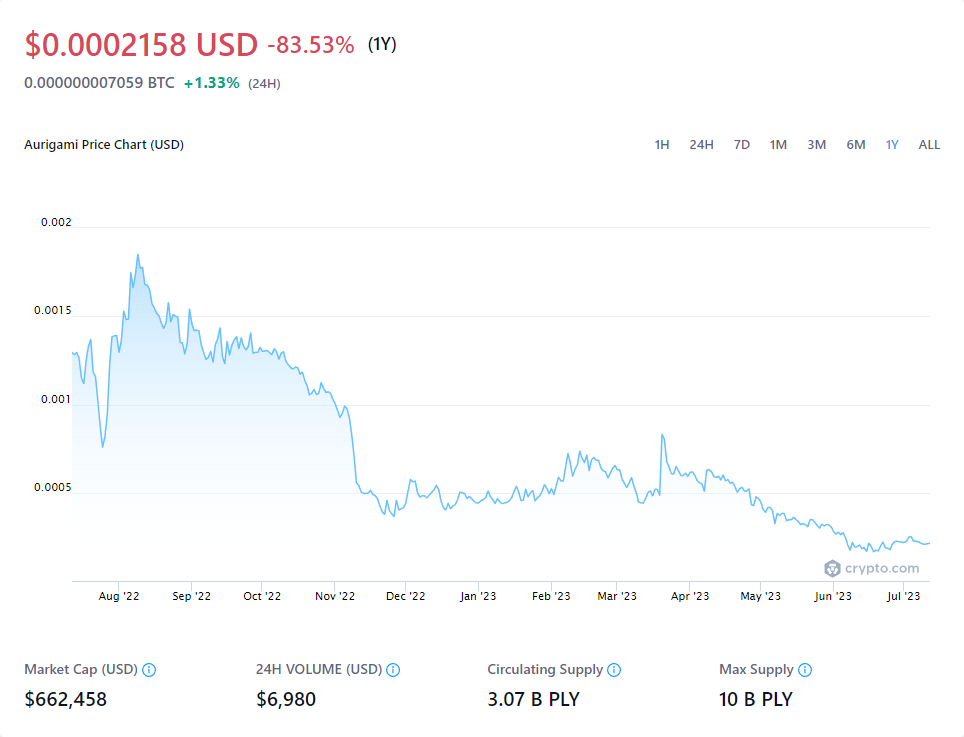 $0.0002158 USD -83.53% (1Y)
0.000000007059 BTC +1.33% (24H)
Aurigami Price Chart (USD) 1H 24H 7D 1M 3M 6M 1Y ALL
0.002
0.0015
0.001
0.0005
crypto.com
Aug '22 Sep '22 Oct '22 Nov '22 Dec '22 Jan '23 Feb '23 Mar '23 Apr '23 May '23 Jun '23 Jul '23
Market Cap (USD) 24H VOLUME (USD) Circulating Supply Max Supply
$662,458 $6,980 3.07 B PLY 10 B PLY